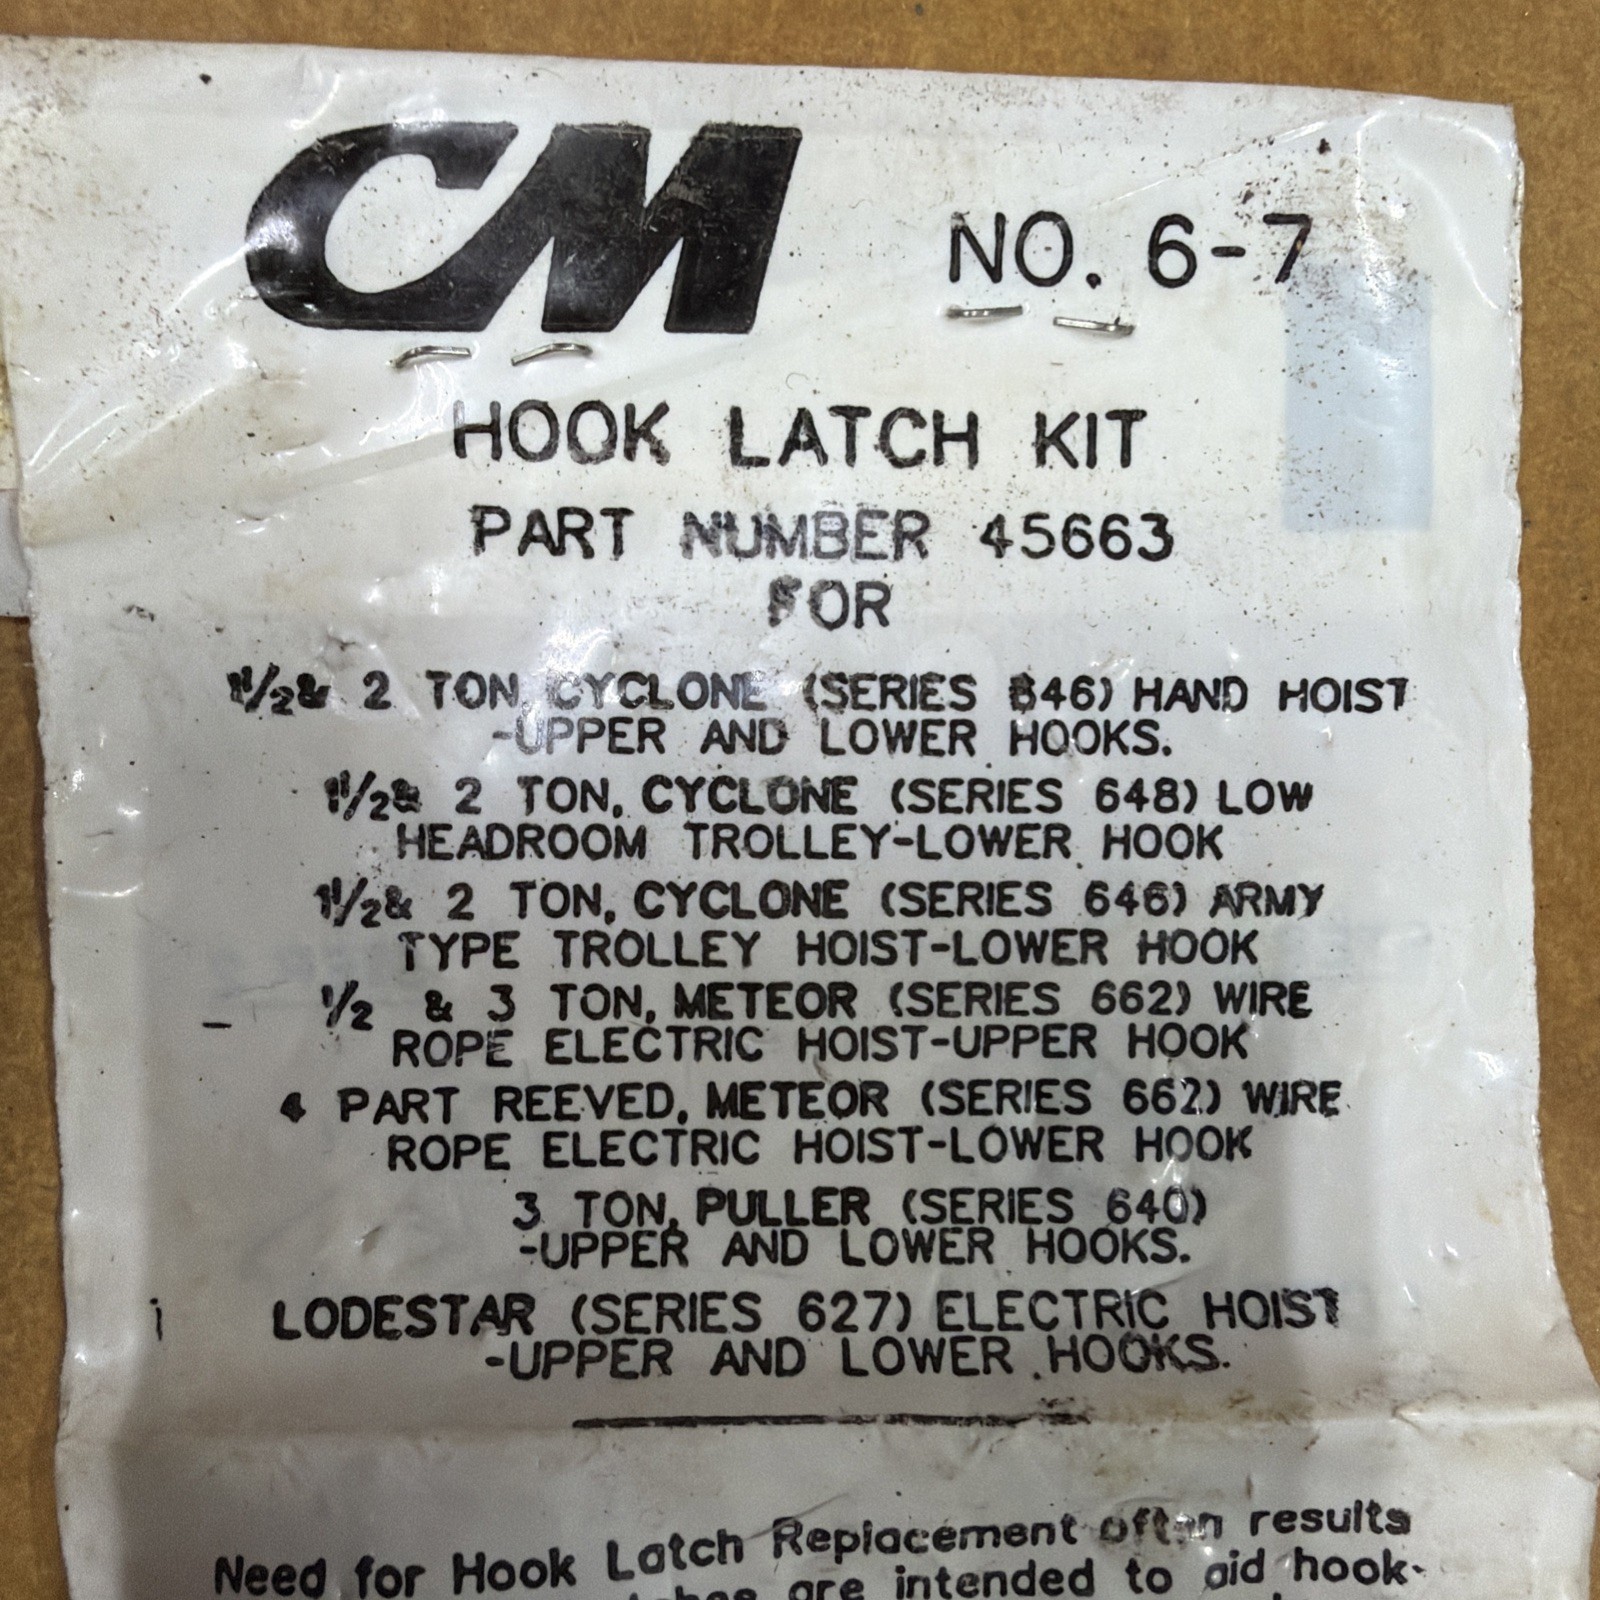 CM NO. 6-7
HOOK LATCH KIT
PART NUMBER 45663
FOR
1 1/2 & 2 TON, CYCLONE (SERIES 646) HAND HOIST
-UPPER AND LOWER HOOKS.
1 1/2 & 2 TON, CYCLONE (SERIES 648) LOW
HEADROOM TROLLEY-LOWER HOOK
1 1/2 & 2 TON, CYCLONE (SERIES 646) ARMY
TYPE TROLLEY HOIST-LOWER HOOK
1/2 & 3 TON, METEOR (SERIES 662) WIRE
ROPE ELECTRIC HOIST-UPPER HOOK
4 PART REEVED, METEOR (SERIES 662) WIRE
ROPE ELECTRIC HOIST-LOWER HOOK
3 TON, PULLER (SERIES 640)
-UPPER AND LOWER HOOKS.
LODESTAR (SERIES 627) ELECTRIC HOIST
-UPPER AND LOWER HOOKS.
Need for Hook Latch Replacement often results
are intended to aid hook-